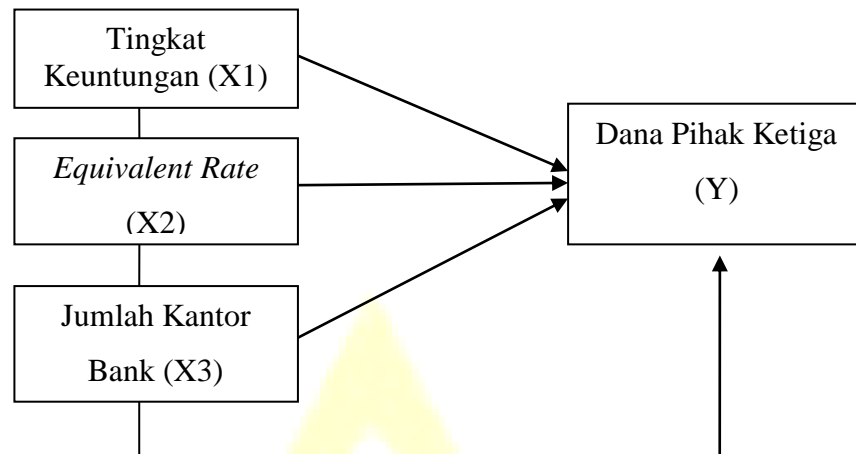 Tingkat
Keuntungan (X1)
Equivalent Rate
(X2)
Jumlah Kantor
Bank (X3)
Dana Pihak Ketiga
(Y)